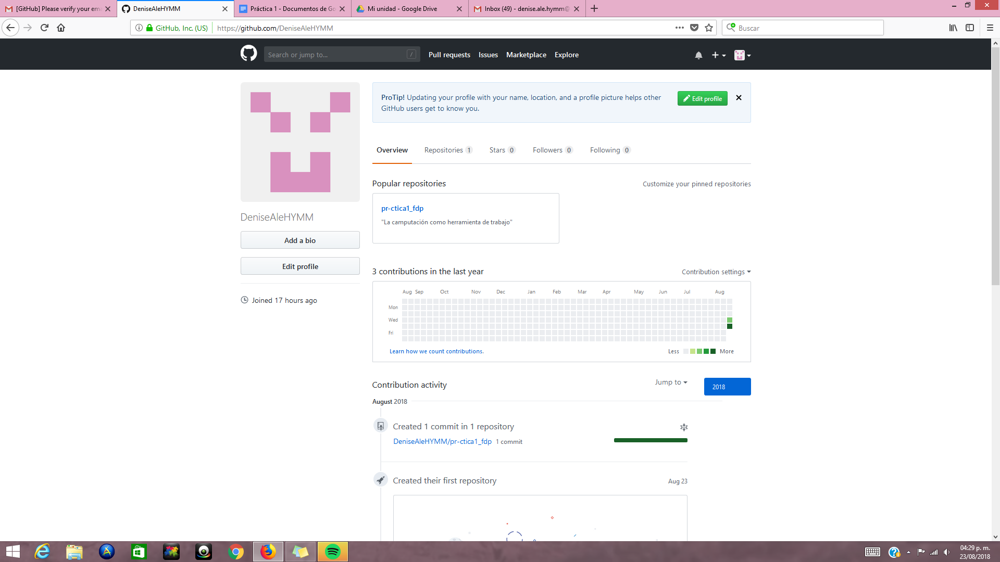 [GitHub] Please verify your ema
DeniseAleHYMM
Práctica 1 - Documentos de Go
Mi unidad - Google Drive
Inbox (49) - denise.ale.hymm@
GitHub, Inc. (US)
https://github.com/DeniseAleHYMM
Buscar
Search or jump to...
/
Pull requests
Issues
Marketplace
Explore
ProTip! Updating your profile with your name, location, and a profile picture helps other
GitHub users get to know you.
Edit profile
Overview
Repositories 1
Stars 0
Followers 0
Following 0
Popular repositories
Customize your pinned repositories
pr-ctica1_fdp
"La camputación como herramienta de trabajo"
DeniseAleHYMM
Add a bio
Edit profile
Joined 17 hours ago
3 contributions in the last year
Contribution settings
Aug Sep Oct Nov Dec Jan Feb Mar Apr May Jun Jul Aug
Mon
Wed
Fri
Learn how we count contributions.
Less
More
Contribution activity
Jump to
2018
August 2018
Created 1 commit in 1 repository
DeniseAleHYMM/pr-ctica1_fdp 1 commit
Created their first repository
Aug 23
04:29 p. m.
23/08/2018